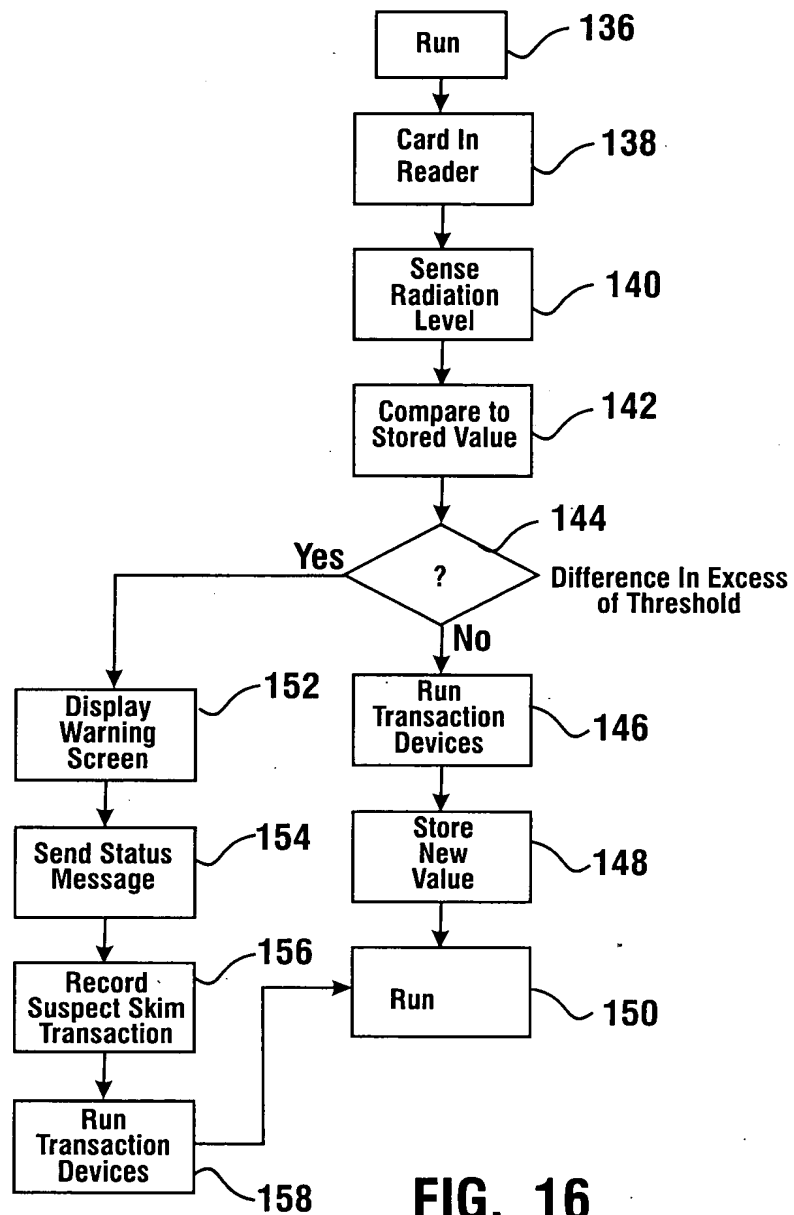 Run
136
Card In
Reader
138
Sense
Radiation
Level
140
Compare to
Stored Value
142
144
?
Difference In Excess
of Threshold
Yes
No
Run
Transaction
Devices
146
Store
New
Value
148
Run
150
Display
Warning
Screen
152
Send Status
Message
154
Record
Suspect Skim
Transaction
156
Run
Transaction
Devices
158
FIG. 16